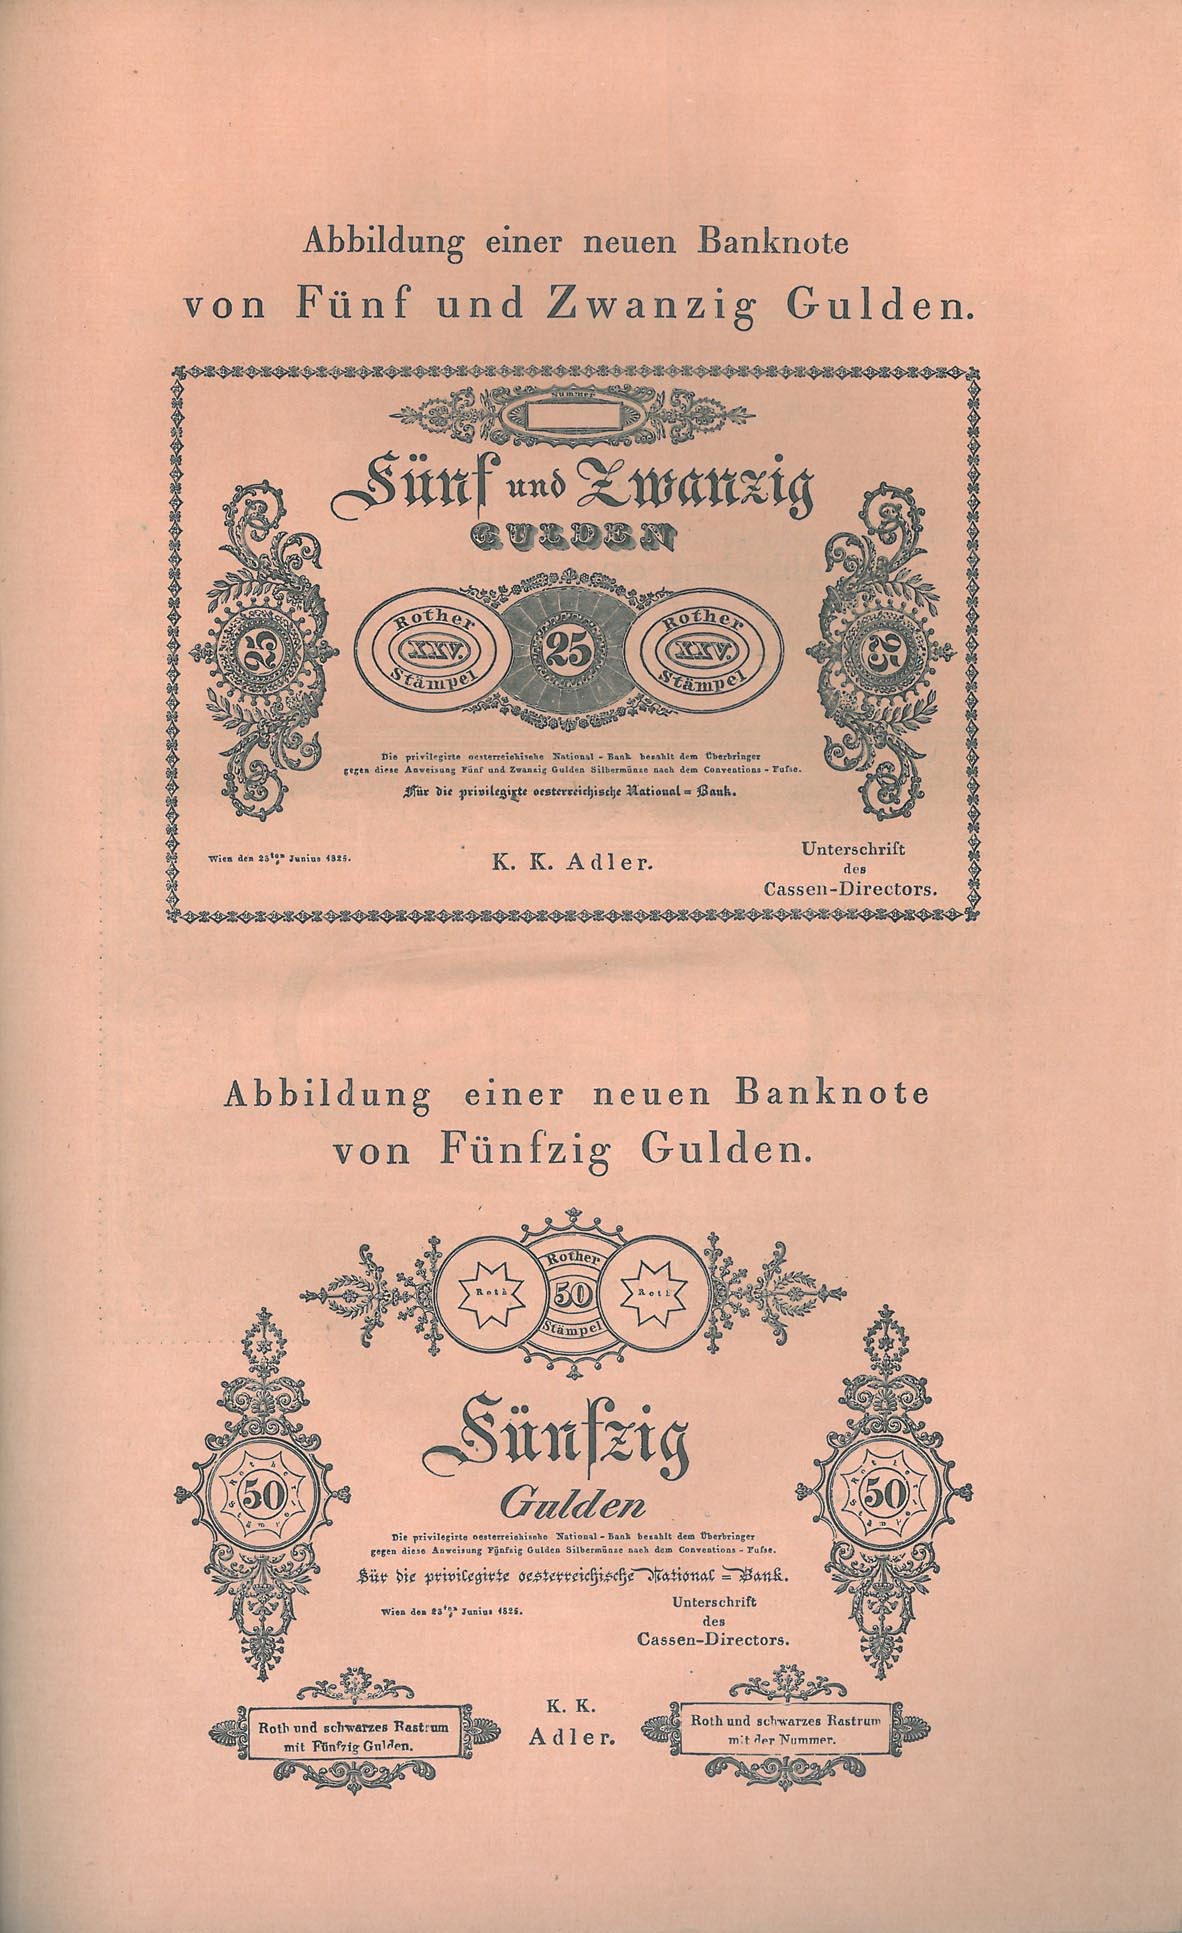 Abbildung einer neuen Banknote
von Fünf und Zwanzig Gulden.
Nummer
Fünf und Zwanzig
GULDEN
25
Rother
XXV.
Stämpel
25
Rother
XXV.
Stämpel
25
Die privilegirte oesterreichische National - Bank bezahlt dem Überbringer
gegen diese Anweisung Fünf und Zwanzig Gulden Silbermünze nach dem Conventions - Fuſse.
Für die privilegirte oesterreichische National = Bank.
Wien den 23ten Junius 1825.
K. K. Adler.
Unterschrift
des
Cassen-Directors.
Abbildung einer neuen Banknote
von Fünfzig Gulden.
Roth
Rother
50
Stämpel
Roth
Fünfzig
Gulden
50
50
Die privilegirte oesterreichische National - Bank bezahlt dem Überbringer
gegen diese Anweisung Fünfzig Gulden Silbermünze nach dem Conventions - Fuſse.
Für die privilegirte oesterreichische National = Bank.
Wien den 23ten Junius 1825.
Unterschrift
des
Cassen-Directors.
Roth und schwarzes Rastrum
mit Fünfzig Gulden.
K. K.
Adler.
Roth und schwarzes Rastrum
mit der Nummer.